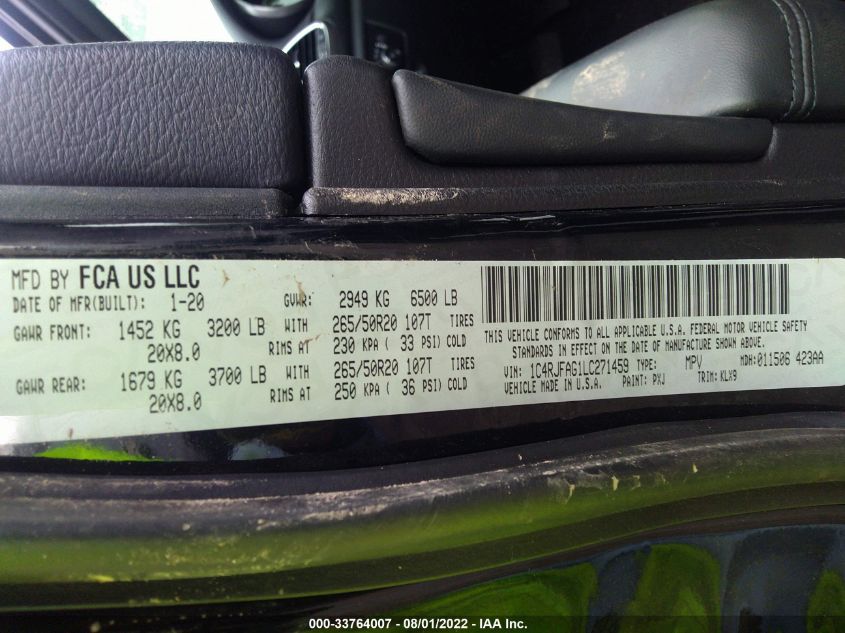 MFD BY FCA US LLC
DATE OF MFR(BUILT): 1-20 GVWR: 2949 KG 6500 LB
GAWR FRONT: 1452 KG 3200 LB WITH 265/50R20 107T TIRES
20X8.0 RIMS AT 230 KPA ( 33 PSI) COLD
GAWR REAR: 1679 KG 3700 LB WITH 265/50R20 107T TIRES
20X8.0 RIMS AT 250 KPA ( 36 PSI) COLD
THIS VEHICLE CONFORMS TO ALL APPLICABLE U.S.A. FEDERAL MOTOR VEHICLE SAFETY
STANDARDS IN EFFECT ON THE DATE OF MANUFACTURE SHOWN ABOVE.
VIN: 1C4RJFAG1LC271459 TYPE: MPV MDH: 011506 423AA
VEHICLE MADE IN U.S.A. PAINT: PXJ TRIM: KLX9
000-33764007 - 08/01/2022 - IAA Inc.